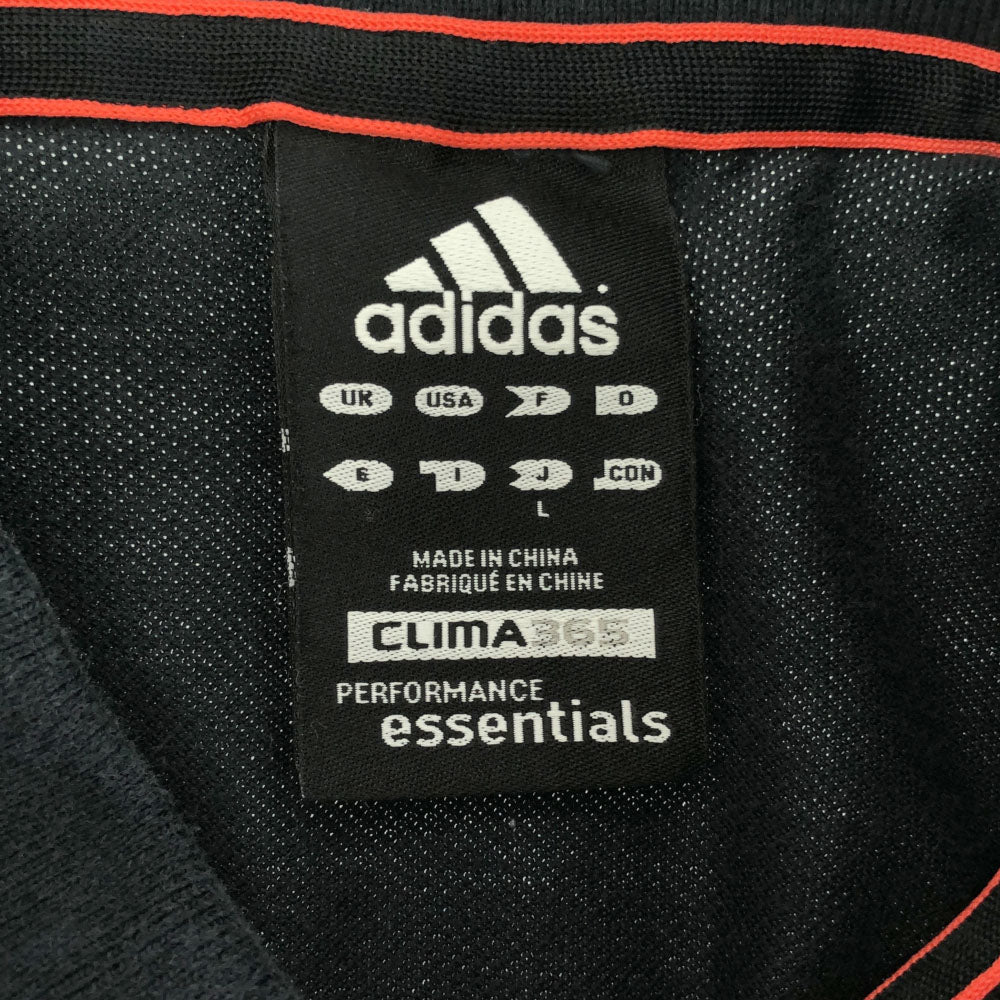 adidas
UK USA F D
E I J CON
L
MADE IN CHINA
FABRIQUÉ EN CHINE
CLIMA365
PERFORMANCE
essentials